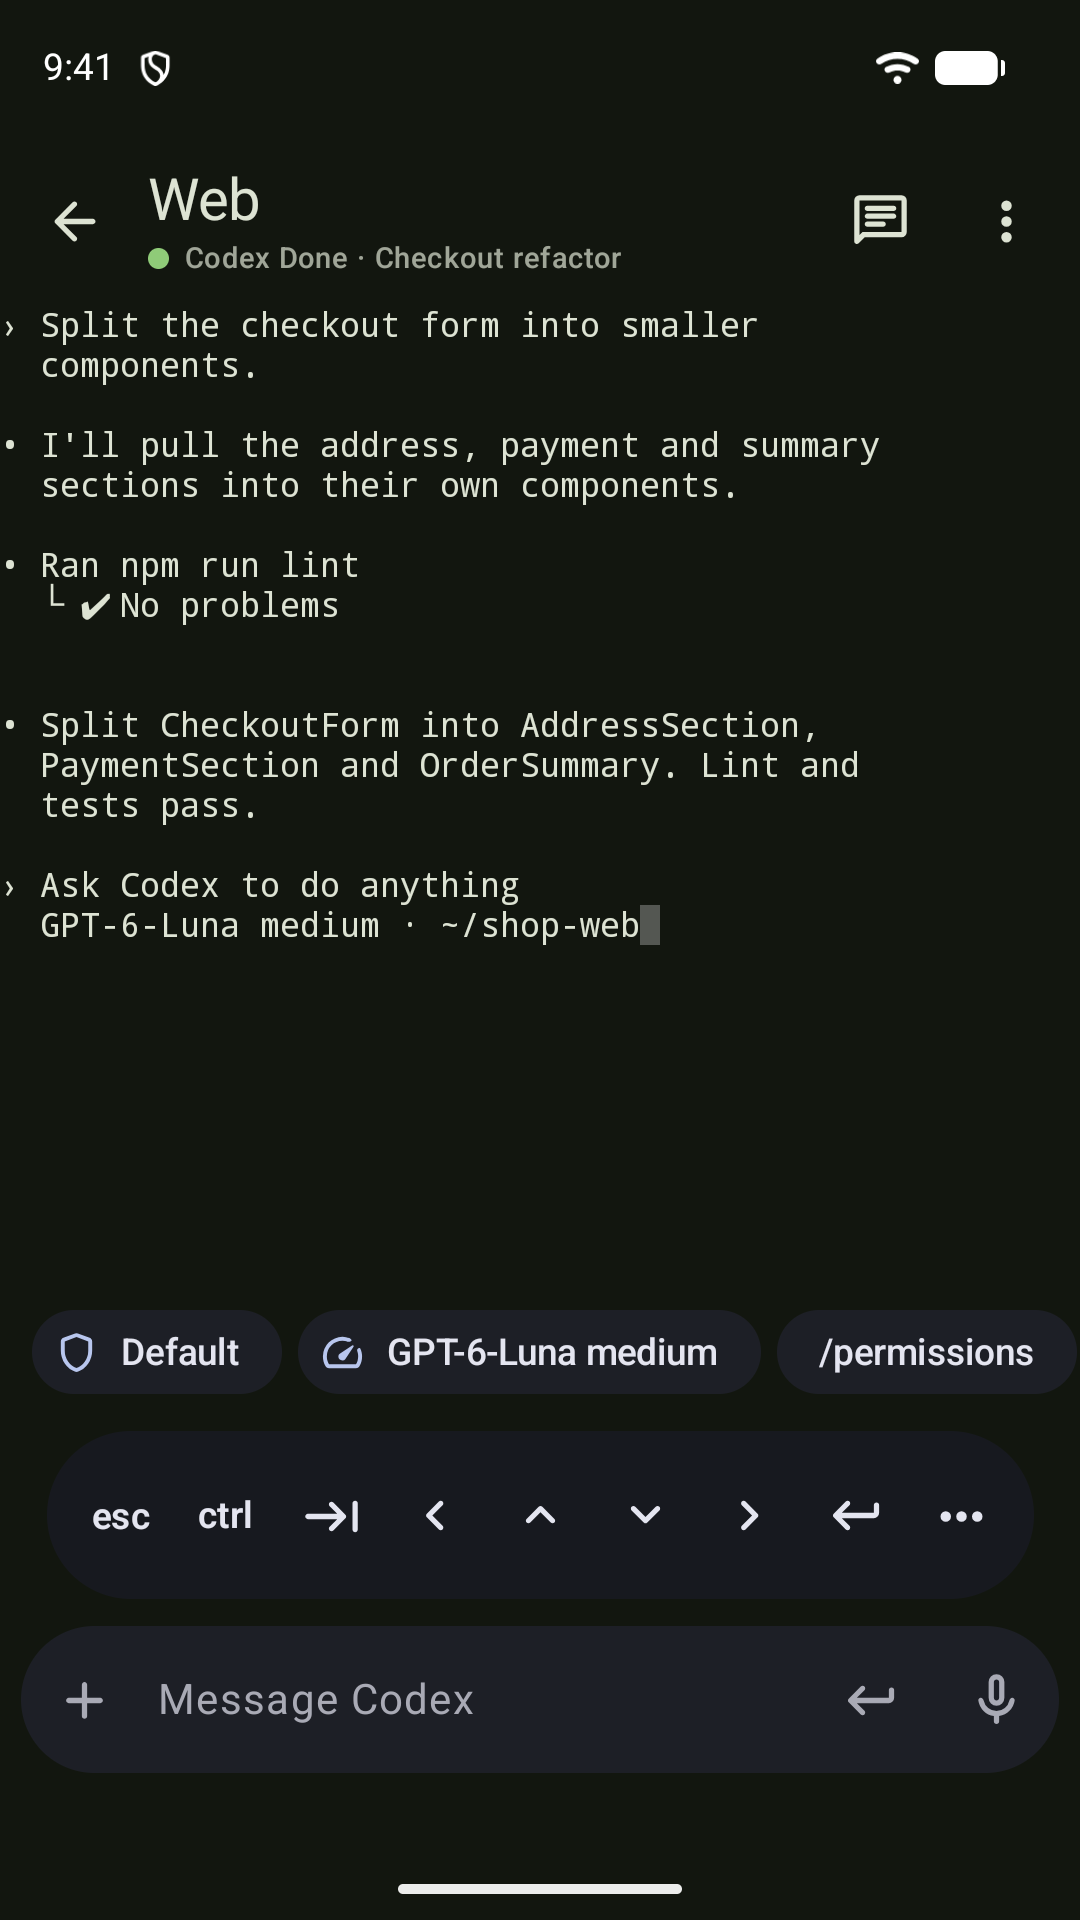 9:41
Web
Codex Done · Checkout refactor
› Split the checkout form into smaller
components.
• I'll pull the address, payment and summary
sections into their own components.
• Ran npm run lint
└ ✔ No problems
• Split CheckoutForm into AddressSection,
PaymentSection and OrderSummary. Lint and
tests pass.
› Ask Codex to do anything
GPT-6-Luna medium · ~/shop-web
Default GPT-6-Luna medium /permissions
esc ctrl
Message Codex